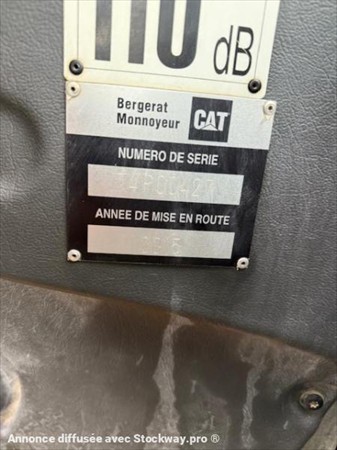 110 dB
Bergerat
Monnoyeur
CAT
NUMERO DE SERIE
ANNEE DE MISE EN ROUTE
Annonce diffusée avec Stockway.pro ®